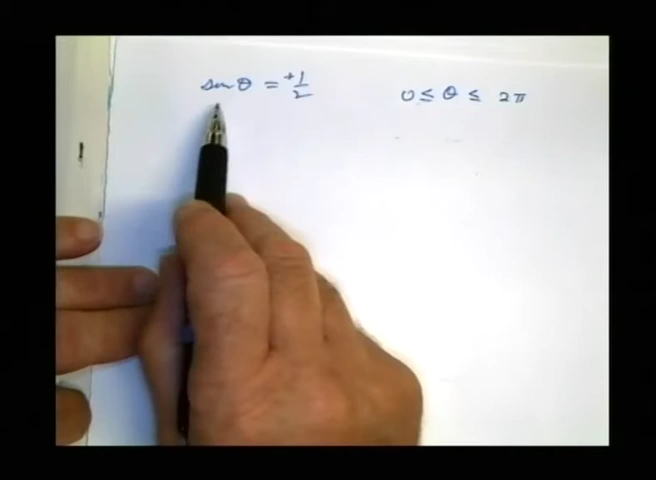 sin θ = +1/2 0 ≤ θ ≤ 2π